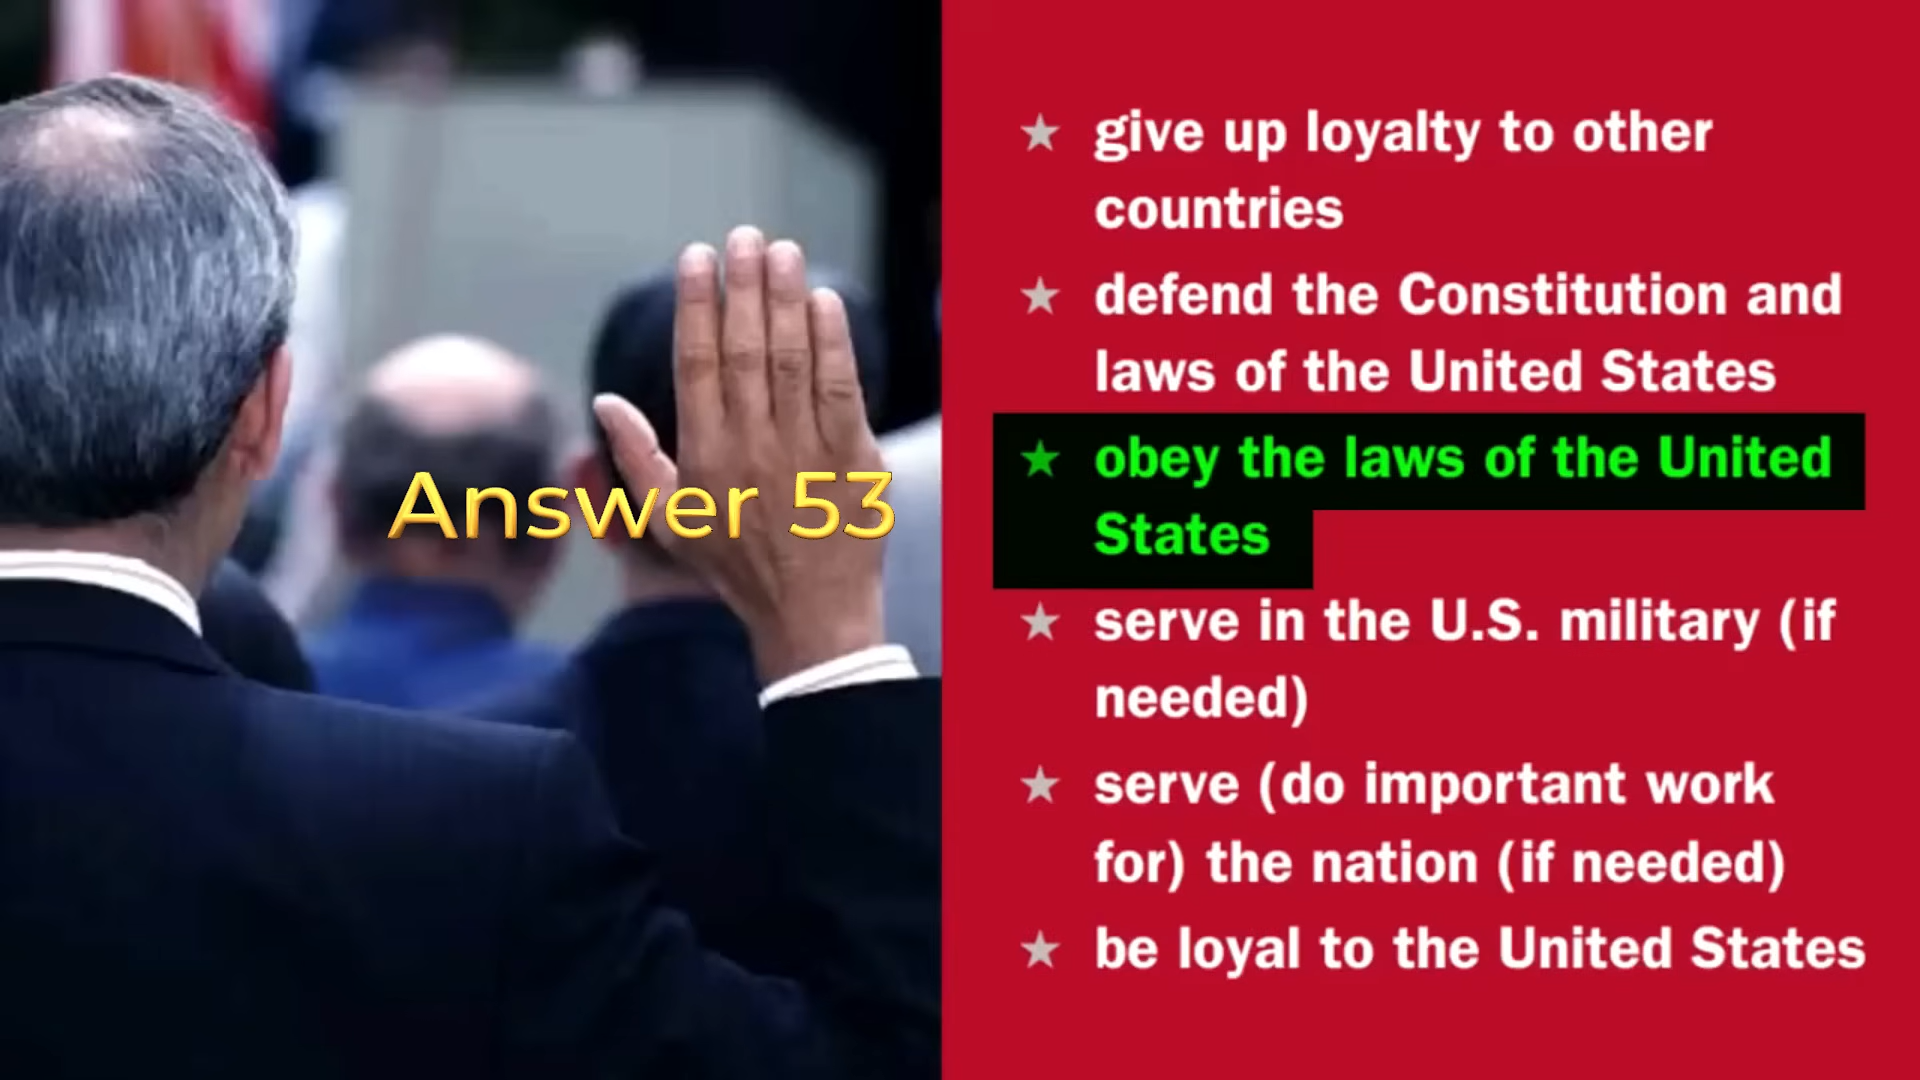 Answer 53
★ give up loyalty to other
countries
★ defend the Constitution and
laws of the United States
★ obey the laws of the United
States
★ serve in the U.S. military (if
needed)
★ serve (do important work
for) the nation (if needed)
★ be loyal to the United States